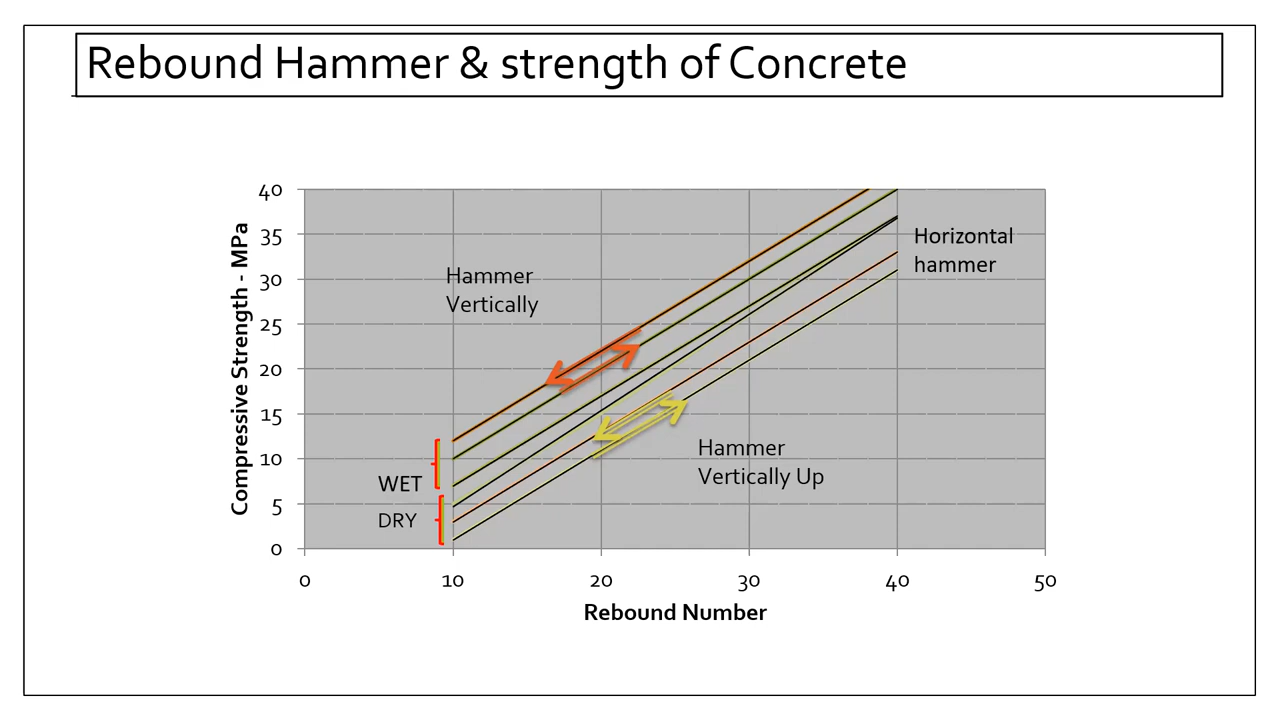 Rebound Hammer & strength of Concrete
40
35
30
25
20
15
10
5
0
Compressive Strength - MPa
Hammer
Vertically
Horizontal
hammer
Hammer
Vertically Up
WET
DRY
0 10 20 30 40 50
Rebound Number